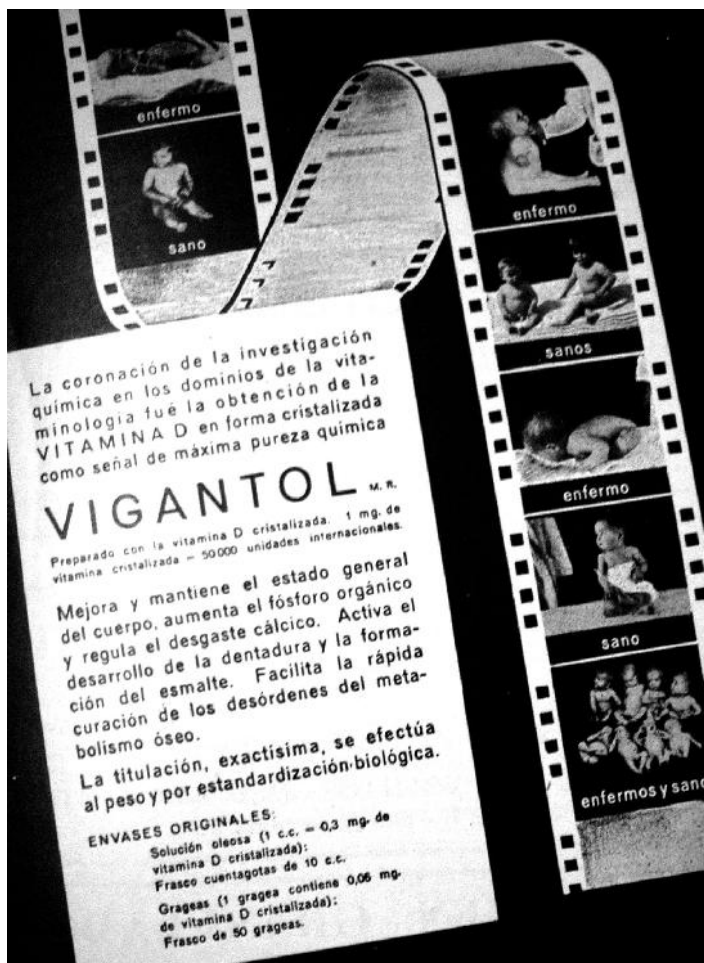 enfermo
sano
enfermo
sanos
enfermo
sano
enfermos y sano
La coronación de la investigación
química en los dominios de la vita-
minología fué la obtención de la
VITAMINA D en forma cristalizada
como señal de máxima pureza química
VIGANTOL M. R.
Preparado con la vitamina D cristalizada. 1 mg. de
vitamina cristalizada = 50000 unidades internacionales.
Mejora y mantiene el estado general
del cuerpo, aumenta el fósforo orgánico
y regula el desgaste cálcico. Activa el
desarrollo de la dentadura y la forma-
ción del esmalte. Facilita la rápida
curación de los desórdenes del meta-
bolismo óseo.
La titulación, exactísima, se efectúa
al peso y por estandardización biológica.
ENVASES ORIGINALES:
Solución oleosa (1 c.c. = 0,3 mg. de
vitamina D cristalizada):
Frasco cuentagotas de 10 c.c.
Grageas (1 gragea contiene 0,06 mg.
de vitamina D cristalizada):
Frasco de 50 grageas.